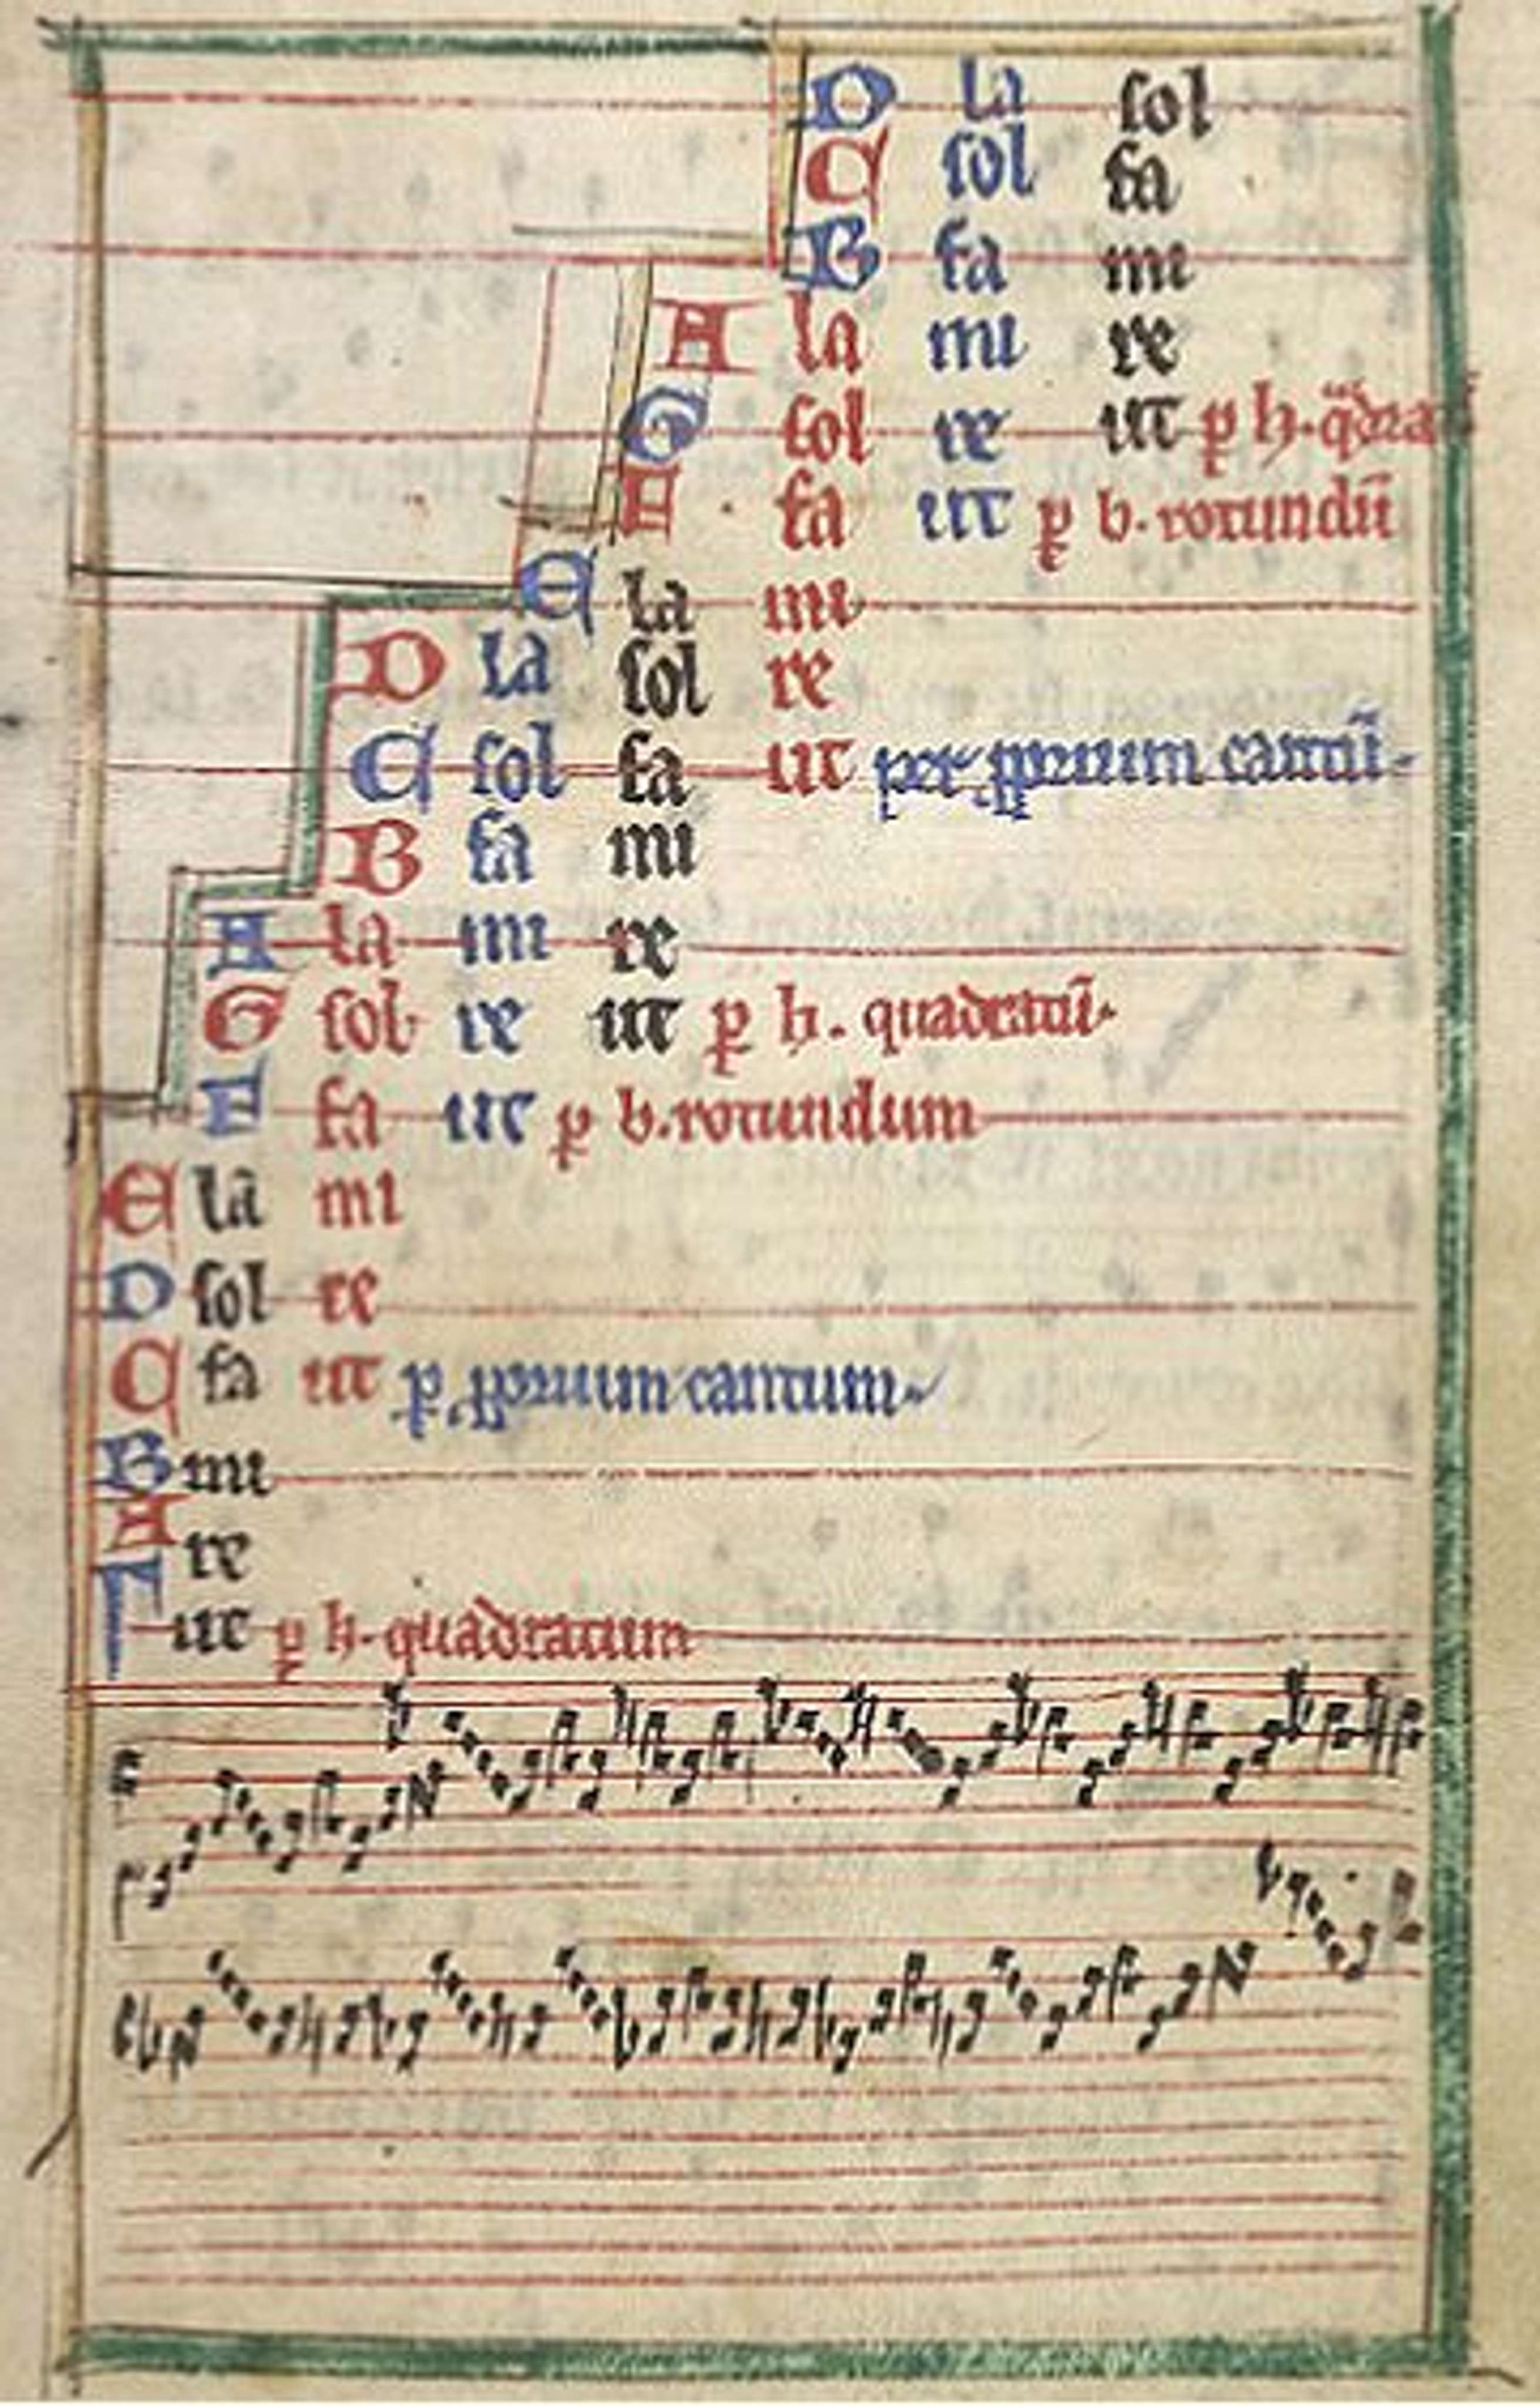 D la sol
C sol fa
B fa mi
A la mi re
G sol re ut p̱ h. q̃dra
F fa ut p̱ b. rotundū
E la mi
D la sol re
C sol fa ut per ꝓprium cantū.
B fa mi
A la mi re
G sol re ut p̱ h. quadratū.
F fa ut p̱ b. rotundum
E la mi
D sol re
C fa ut p̱ ꝓprium cantum.
B mi
A re
Γ ut p̱ h. quadratum